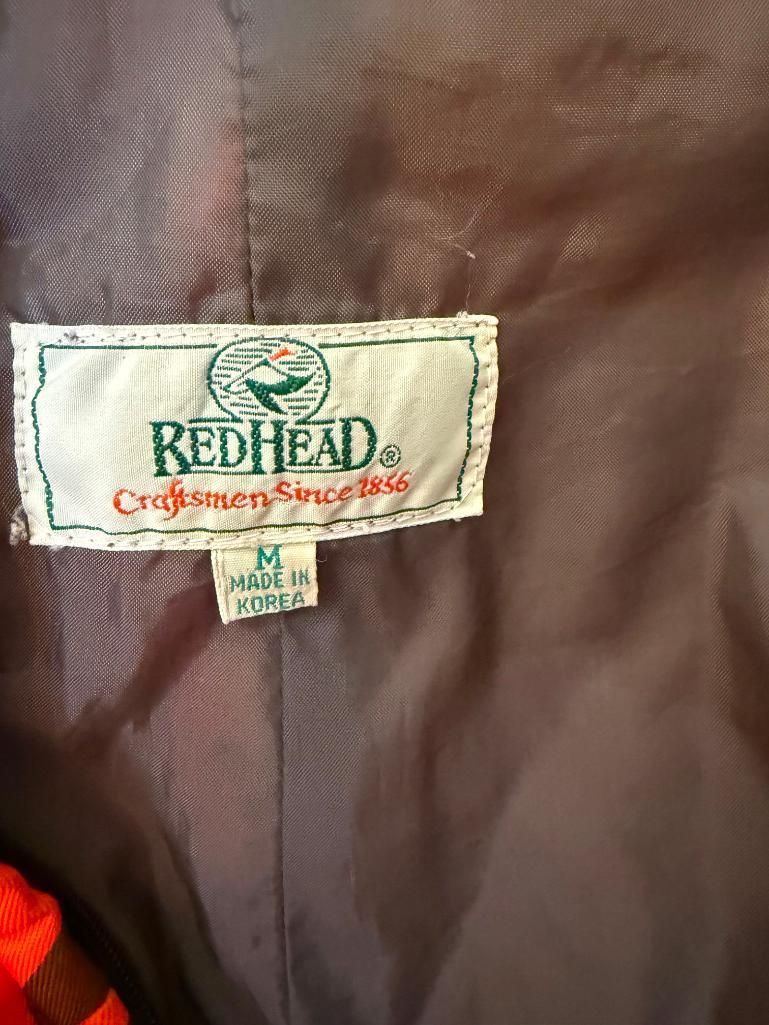 REDHEAD®
Craftsmen Since 1856
M
MADE IN
KOREA